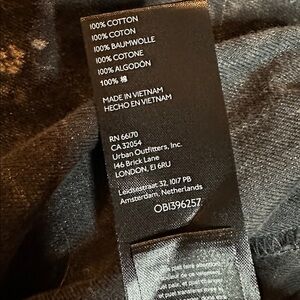 100% COTTON
100% COTON
100% BAUMWOLLE
100% COTONE
100% ALGODÓN
100% 棉
MADE IN VIETNAM
HECHO EN VIETNAM
RN 66170
CA 32054
Urban Outfitters, Inc.
146 Brick Lane
LONDON, E1 6RU
Leidsestraat 32, 1017 PB
Amsterdam, Netherlands
OB1396257